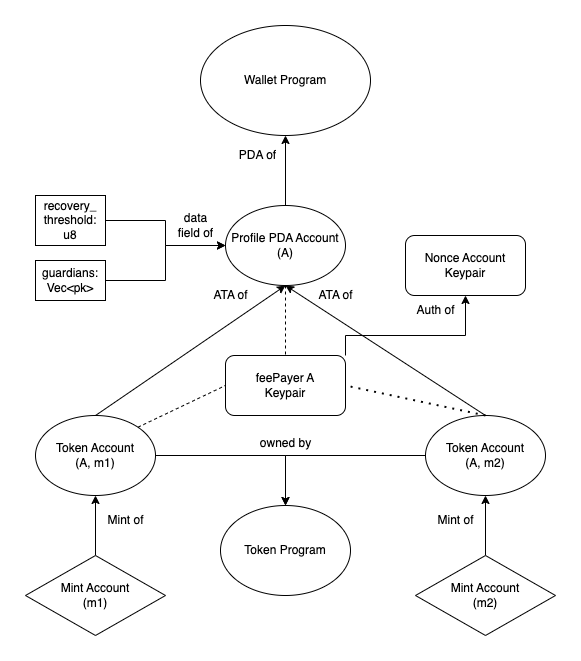 Wallet Program
PDA of
recovery_
threshold:
u8
data
field of
Profile PDA Account
(A)
guardians:
Vec<pk>
Nonce Account
Keypair
ATA of
ATA of
Auth of
feePayer A
Keypair
Token Account
(A, m1)
owned by
Token Account
(A, m2)
Mint of
Mint of
Token Program
Mint Account
(m1)
Mint Account
(m2)